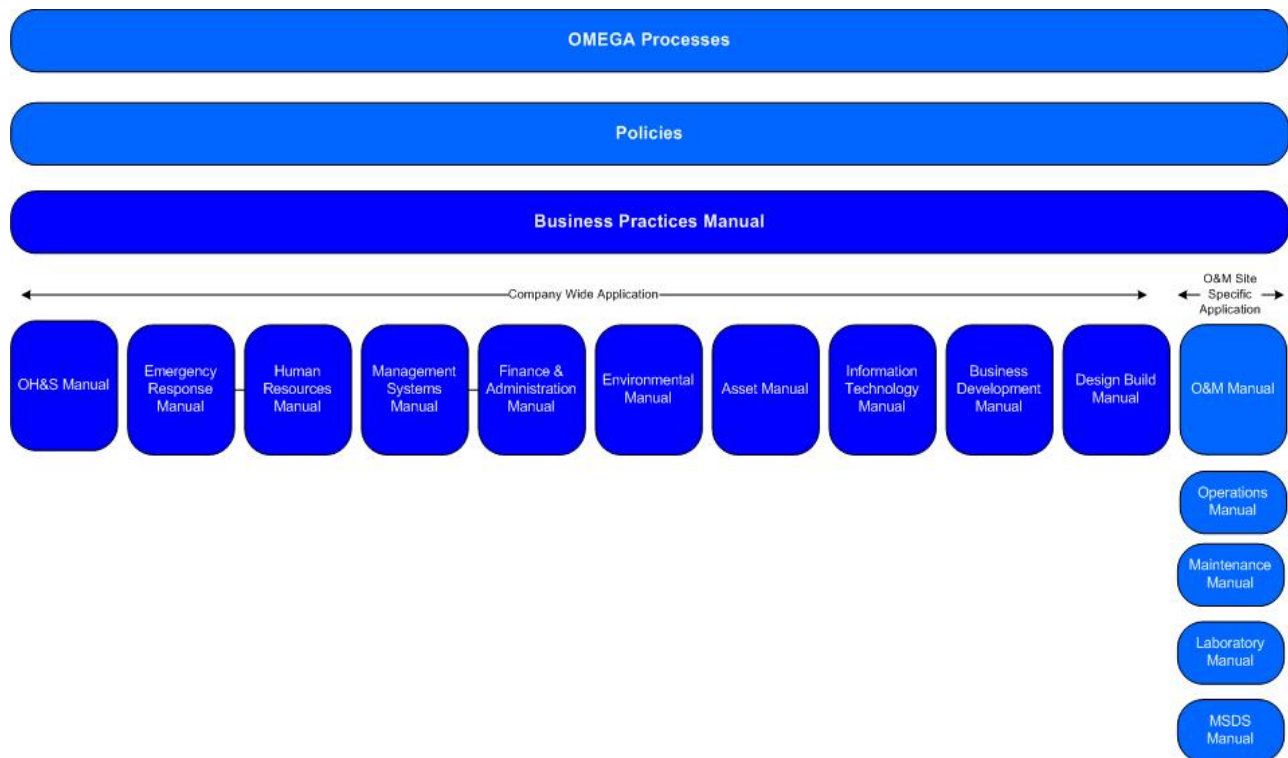 OMEGA Processes
Policies
Business Practices Manual
Company Wide Application
O&M Site
Specific
Application
OH&S Manual
Emergency
Response
Manual
Human
Resources
Manual
Management
Systems
Manual
Finance &
Administration
Manual
Environmental
Manual
Asset Manual
Information
Technology
Manual
Business
Development
Manual
Design Build
Manual
O&M Manual
Operations
Manual
Maintenance
Manual
Laboratory
Manual
MSDS
Manual